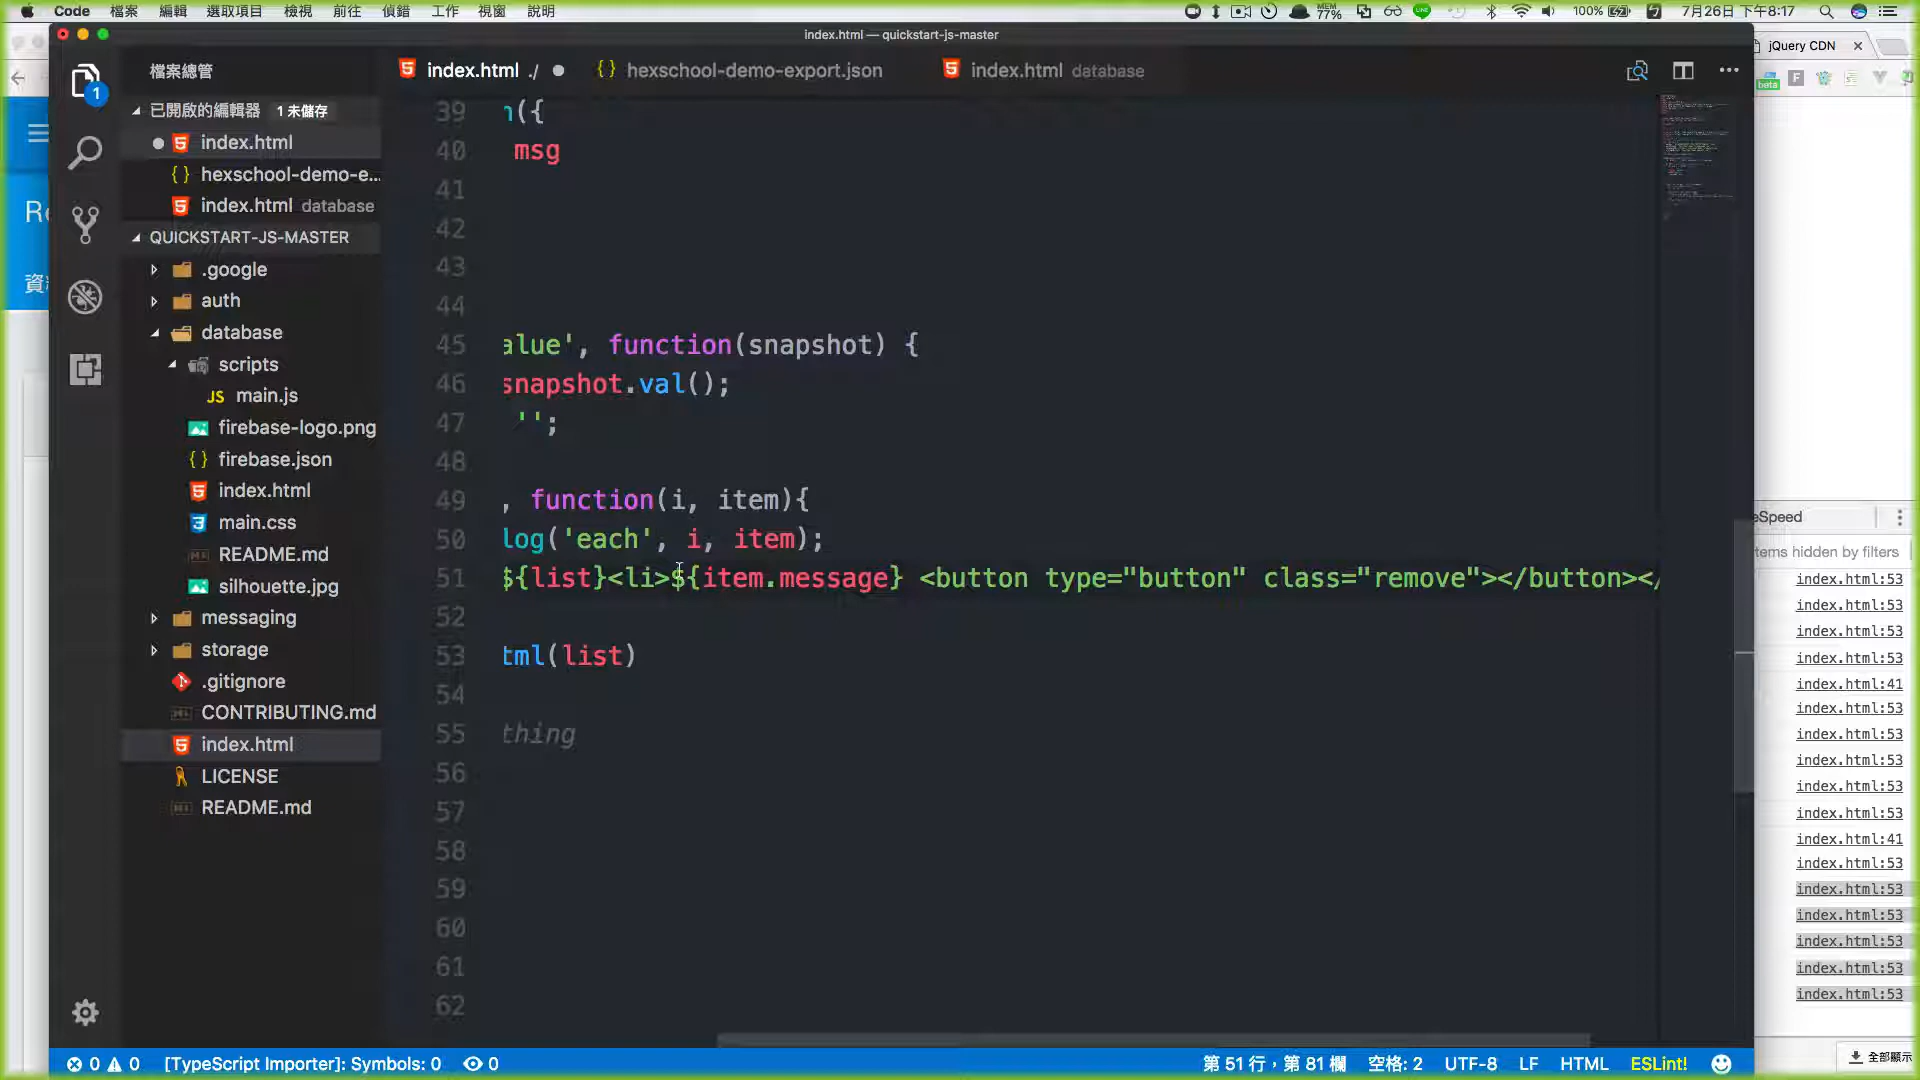 Code 檔案 編輯 選取項目 檢視 前往 偵錯 工作 視窗 說明
MEM 77% 100% 7月26日 下午8:17
index.html — quickstart-js-master
jQuery CDN
檔案總管
index.html ./
hexschool-demo-export.json
index.html database
1
已開啟的編輯器 1 未儲存
index.html
hexschool-demo-e...
index.html database
QUICKSTART-JS-MASTER
.google
auth
database
scripts
JS main.js
firebase-logo.png
firebase.json
index.html
main.css
README.md
silhouette.jpg
messaging
storage
.gitignore
CONTRIBUTING.md
index.html
LICENSE
README.md
39 n({
40 msg
41
42
43
44
45 alue', function(snapshot) {
46 snapshot.val();
47 '';
48
49 , function(i, item){
50 log('each', i, item);
51 ${list}<li>${item.message} <button type="button" class="remove"></button></
52
53 tml(list)
54
55 thing
56
57
58
59
60
61
62
beta
eSpeed
tems hidden by filters
index.html:53
index.html:53
index.html:53
index.html:53
index.html:41
index.html:53
index.html:53
index.html:53
index.html:53
index.html:53
index.html:41
index.html:53
index.html:53
index.html:53
index.html:53
index.html:53
index.html:53
全部顯示
0 0 [TypeScript Importer]: Symbols: 0 0
第 51 行，第 81 欄 空格: 2 UTF-8 LF HTML ESLint!